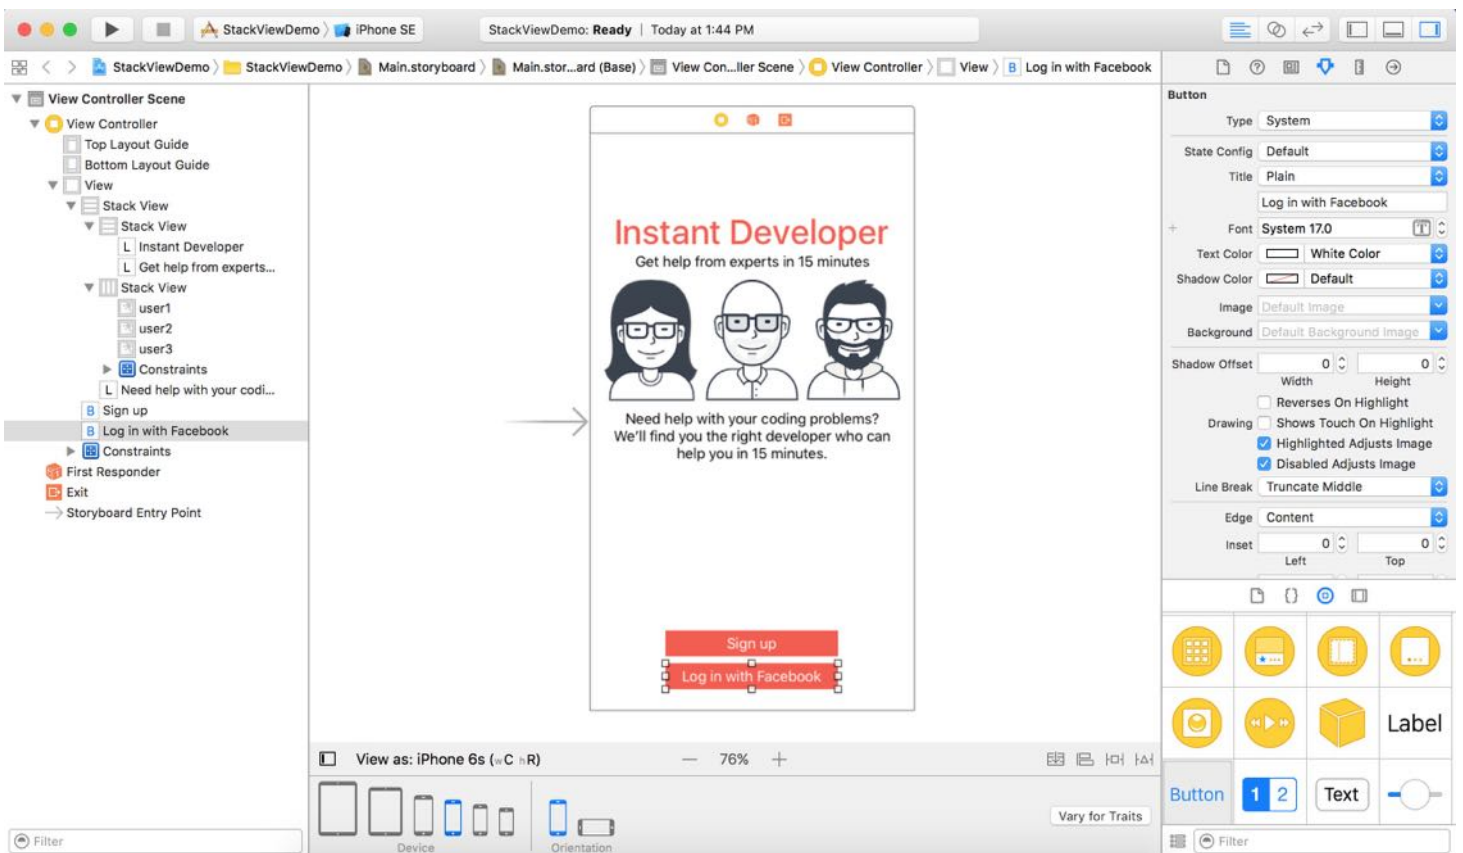 StackViewDemo
iPhone SE
StackViewDemo: Ready | Today at 1:44 PM
StackViewDemo
StackViewDemo
Main.storyboard
Main.stor...ard (Base)
View Con...ller Scene
View Controller
View
B Log in with Facebook
View Controller Scene
View Controller
Top Layout Guide
Bottom Layout Guide
View
Stack View
Stack View
L Instant Developer
L Get help from experts...
Stack View
user1
user2
user3
Constraints
L Need help with your codi...
B Sign up
B Log in with Facebook
Constraints
First Responder
Exit
Storyboard Entry Point
Filter
Instant Developer
Get help from experts in 15 minutes
Need help with your coding problems?
We'll find you the right developer who can
help you in 15 minutes.
Sign up
Log in with Facebook
View as: iPhone 6s (wC hR)
— 76% +
Device
Orientation
Vary for Traits
Button
Type System
State Config Default
Title Plain
Log in with Facebook
+ Font System 17.0 T
Text Color White Color
Shadow Color Default
Image Default Image
Background Default Background Image
Shadow Offset 0 0
Width Height
Reverses On Highlight
Drawing Shows Touch On Highlight
Highlighted Adjusts Image
Disabled Adjusts Image
Line Break Truncate Middle
Edge Content
Inset 0 0
Left Top
{}
Label
Button
1 2
Text
Filter